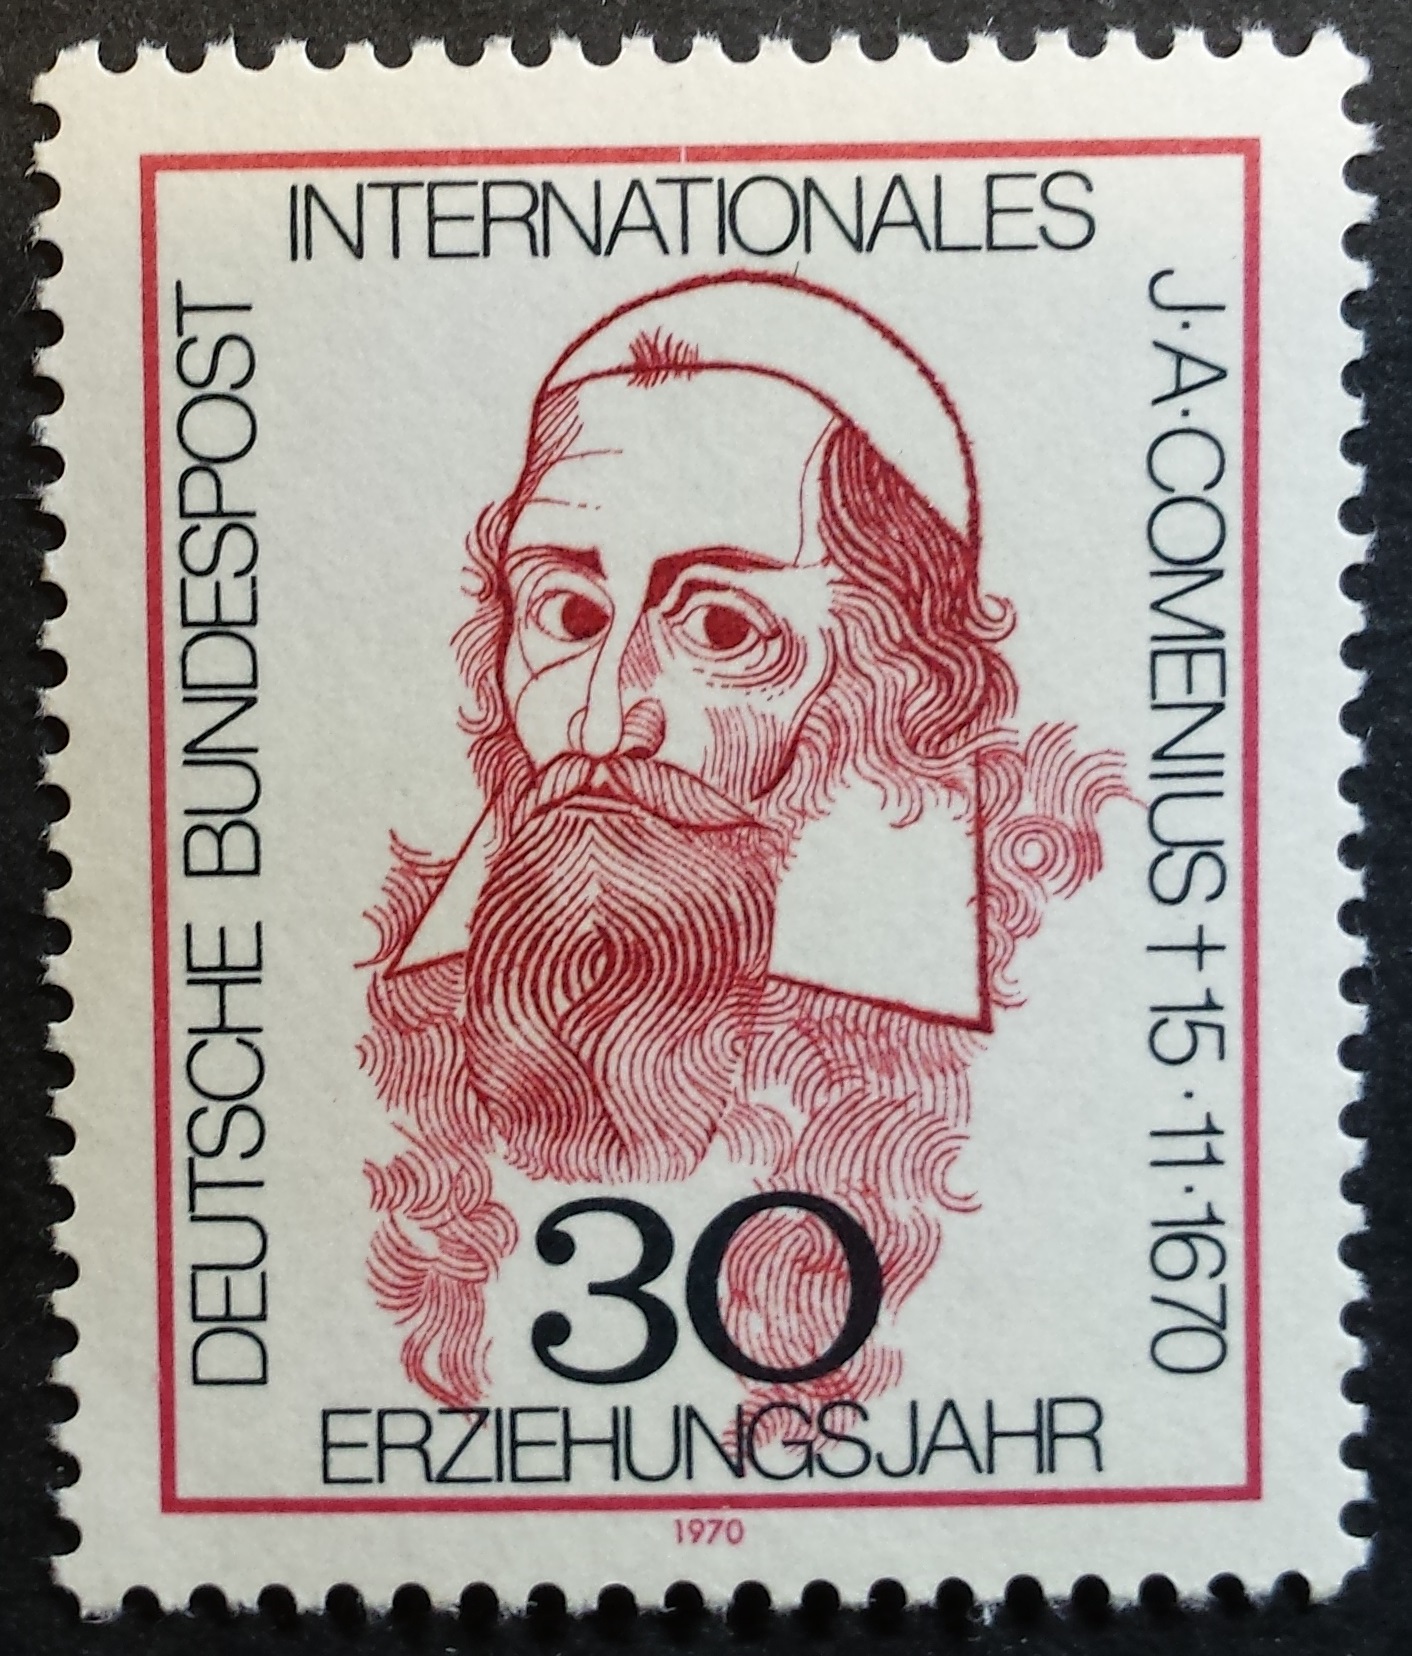 INTERNATIONALES
DEUTSCHE BUNDESPOST
J·A·COMENIUS † 15·11·1670
30
ERZIEHUNGSJAHR
1970